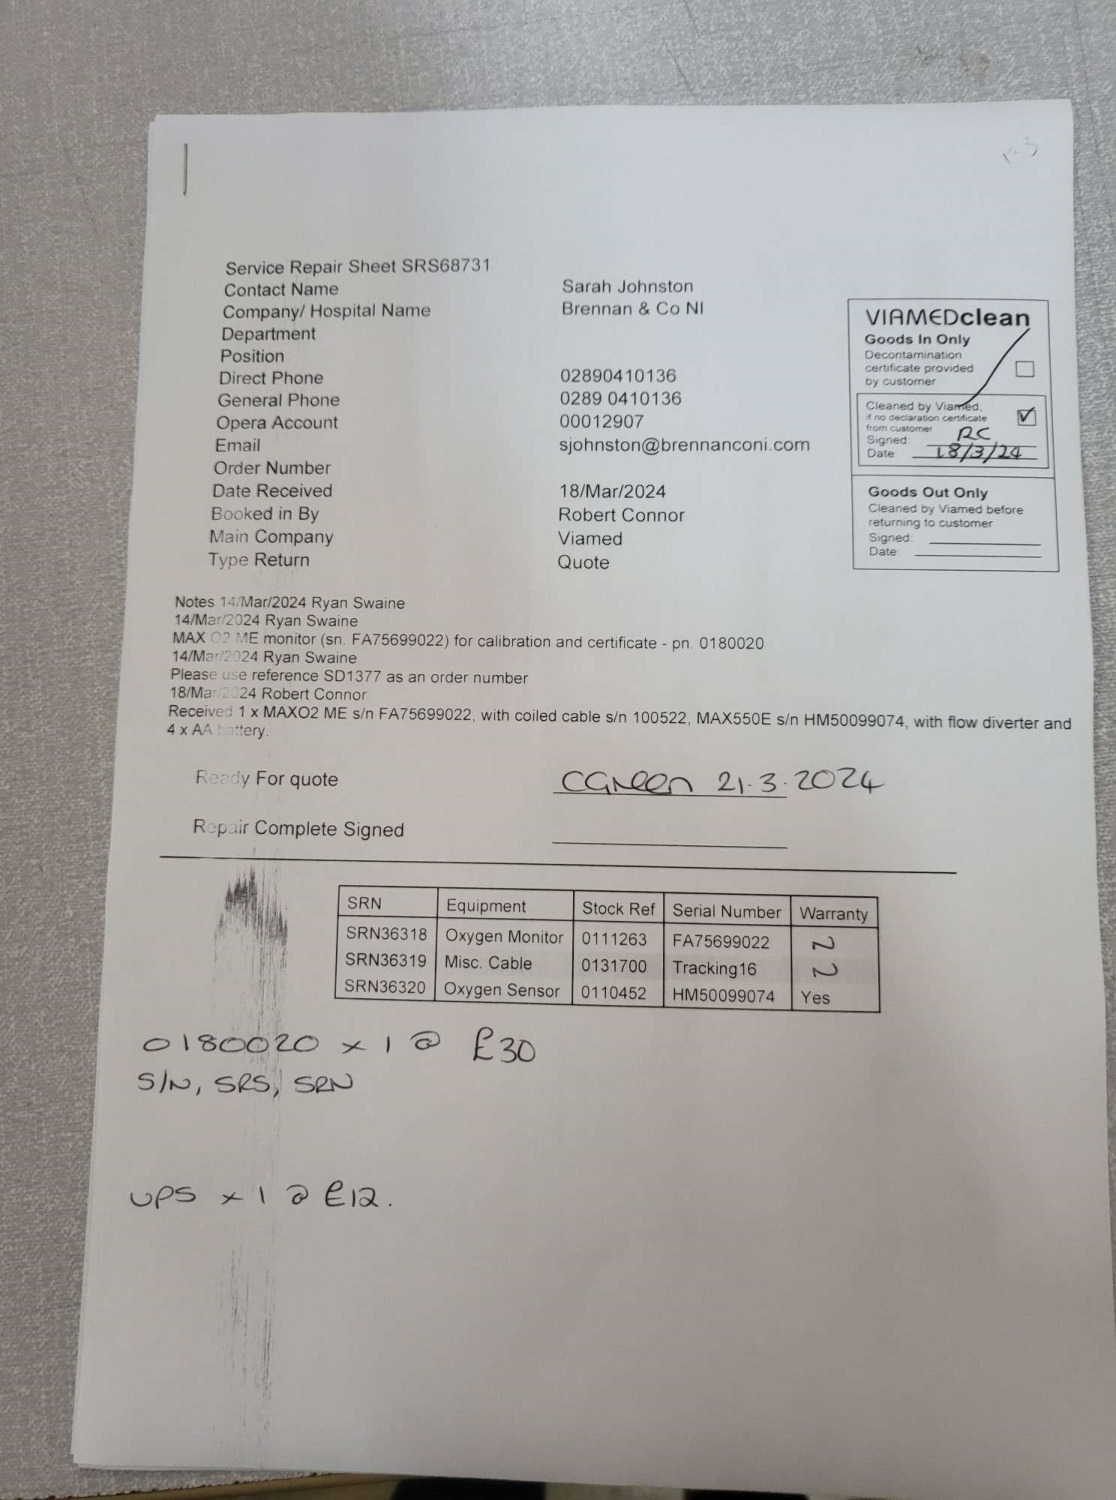 133
Service Repair Sheet SRS68731
Contact Name Sarah Johnston
Company/ Hospital Name Brennan & Co NI
Department
Position
Direct Phone 02890410136
General Phone 0289 0410136
Opera Account 00012907
Email sjohnston@brennanconi.com
Order Number
Date Received 18/Mar/2024
Booked in By Robert Connor
Main Company Viamed
Type Return Quote
VIAMEDclean
Goods In Only
Decontamination
certificate provided
by customer
Cleaned by Viamed,
if no declaration certificate
from customer
Signed: RC
Date: 18/3/24
Goods Out Only
Cleaned by Viamed before
returning to customer
Signed:
Date:
Notes 14/Mar/2024 Ryan Swaine
14/Mar/2024 Ryan Swaine
MAX O2 ME monitor (sn. FA75699022) for calibration and certificate - pn. 0180020
14/Mar/2024 Ryan Swaine
Please use reference SD1377 as an order number
18/Mar/2024 Robert Connor
Received 1 x MAXO2 ME s/n FA75699022, with coiled cable s/n 100522, MAX550E s/n HM50099074, with flow diverter and
4 x AA battery.
Ready For quote CGreen 21.3.2024
Repair Complete Signed
SRN Equipment Stock Ref Serial Number Warranty
SRN36318 Oxygen Monitor 0111263 FA75699022 N
SRN36319 Misc. Cable 0131700 Tracking16 N
SRN36320 Oxygen Sensor 0110452 HM50099074 Yes
0180020 x 1 @ £30
S/N, SRS, SRN
UPS x 1 @ £12.